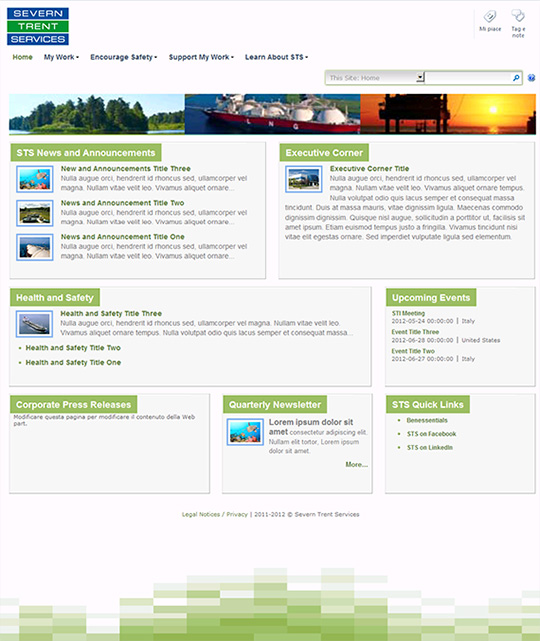 SEVERN
TRENT
SERVICES
Mi piace
Tag e
note
Home My Work Encourage Safety Support My Work Learn About STS
This Site: Home
L N G
STS News and Announcements
New and Announcements Title Three
Nulla augue orci, hendrerit id rhoncus sed, ullamcorper vel
magna. Nullam vitae velit leo. Vivamus aliquet ornare...
News and Announcements Title Two
Nulla augue orci, hendrerit id rhoncus sed, ullamcorper vel
magna. Nullam vitae velit leo. Vivamus aliquet ornare...
News and Announcements Title One
Nulla augue orci, hendrerit id rhoncus sed, ullamcorper vel
magna. Nullam vitae velit leo. Vivamus aliquet ornare...
Executive Corner
Executive Corner Title
Nulla augue orci, hendrerit id rhoncus sed, ullamcorper vel
magna. Nullam vitae velit leo. Vivamus aliquet ornare tempus.
Nulla volutpat odio quis lacus semper et consequat massa
tincidunt. Duis at massa mauris, vitae dignissim ligula. Maecenas commodo
dignissim dignissim. Quisque nisl augue, sollicitudin a porttitor ut, facilisis sit
amet ipsum. Etiam euismod tempus justo a fringilla. Vivamus tincidunt nisi
vitae elit egestas ornare. Sed imperdiet vulputate ligula sed elementum.
Health and Safety
Health and Safety Title Three
Nulla augue orci, hendrerit id rhoncus sed, ullamcorper vel magna. Nullam vitae velit leo.
Vivamus aliquet ornare tempus. Nulla volutpat odio quis lacus semper et consequat massa...
Health and Safety Title Two
Health and Safety Title One
Upcoming Events
STI Meeting
2012-05-24 00:00:00 | Italy
Event Title Three
2012-06-28 00:00:00 | United States
Event Title Two
2012-06-27 00:00:00 | Italy
Corporate Press Releases
Modificare questa pagina per modificare il contenuto della Web
part.
Quarterly Newsletter
Lorem ipsum dolor sit
amet consectetur adipiscing elit.
Nullam elit tortor, Lorem ipsum
dolor sit amet.
More...
STS Quick Links
Benessentials
STS on Facebook
STS on LinkedIn
Legal Notices / Privacy | 2011-2012 © Severn Trent Services